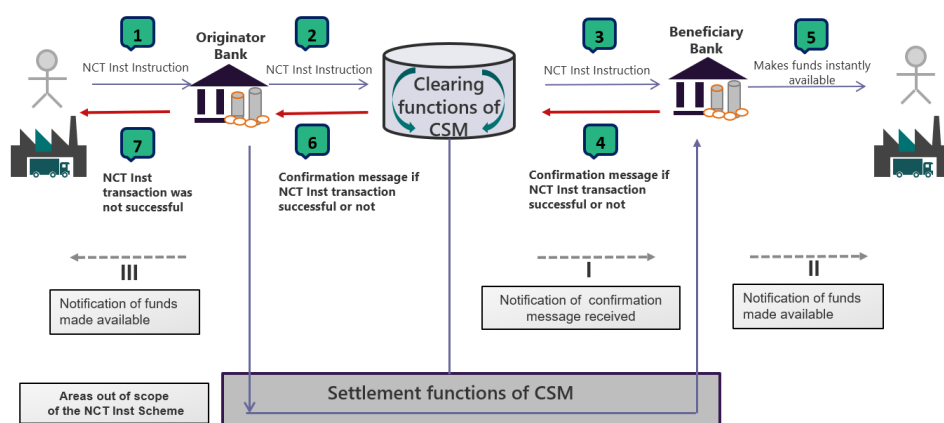 1
2
3
5
Originator
Bank
Beneficiary
Bank
NCT Inst Instruction
NCT Inst Instruction
Clearing
functions of
CSM
NCT Inst Instruction
Makes funds instantly
available
7
6
4
NCT Inst
transaction was
not successful
Confirmation message if
NCT Inst transaction
successful or not
Confirmation message if
NCT Inst transaction
successful or not
III
I
II
Notification of funds
made available
Notification of confirmation
message received
Notification of funds
made available
Areas out of scope
of the NCT Inst Scheme
Settlement functions of CSM